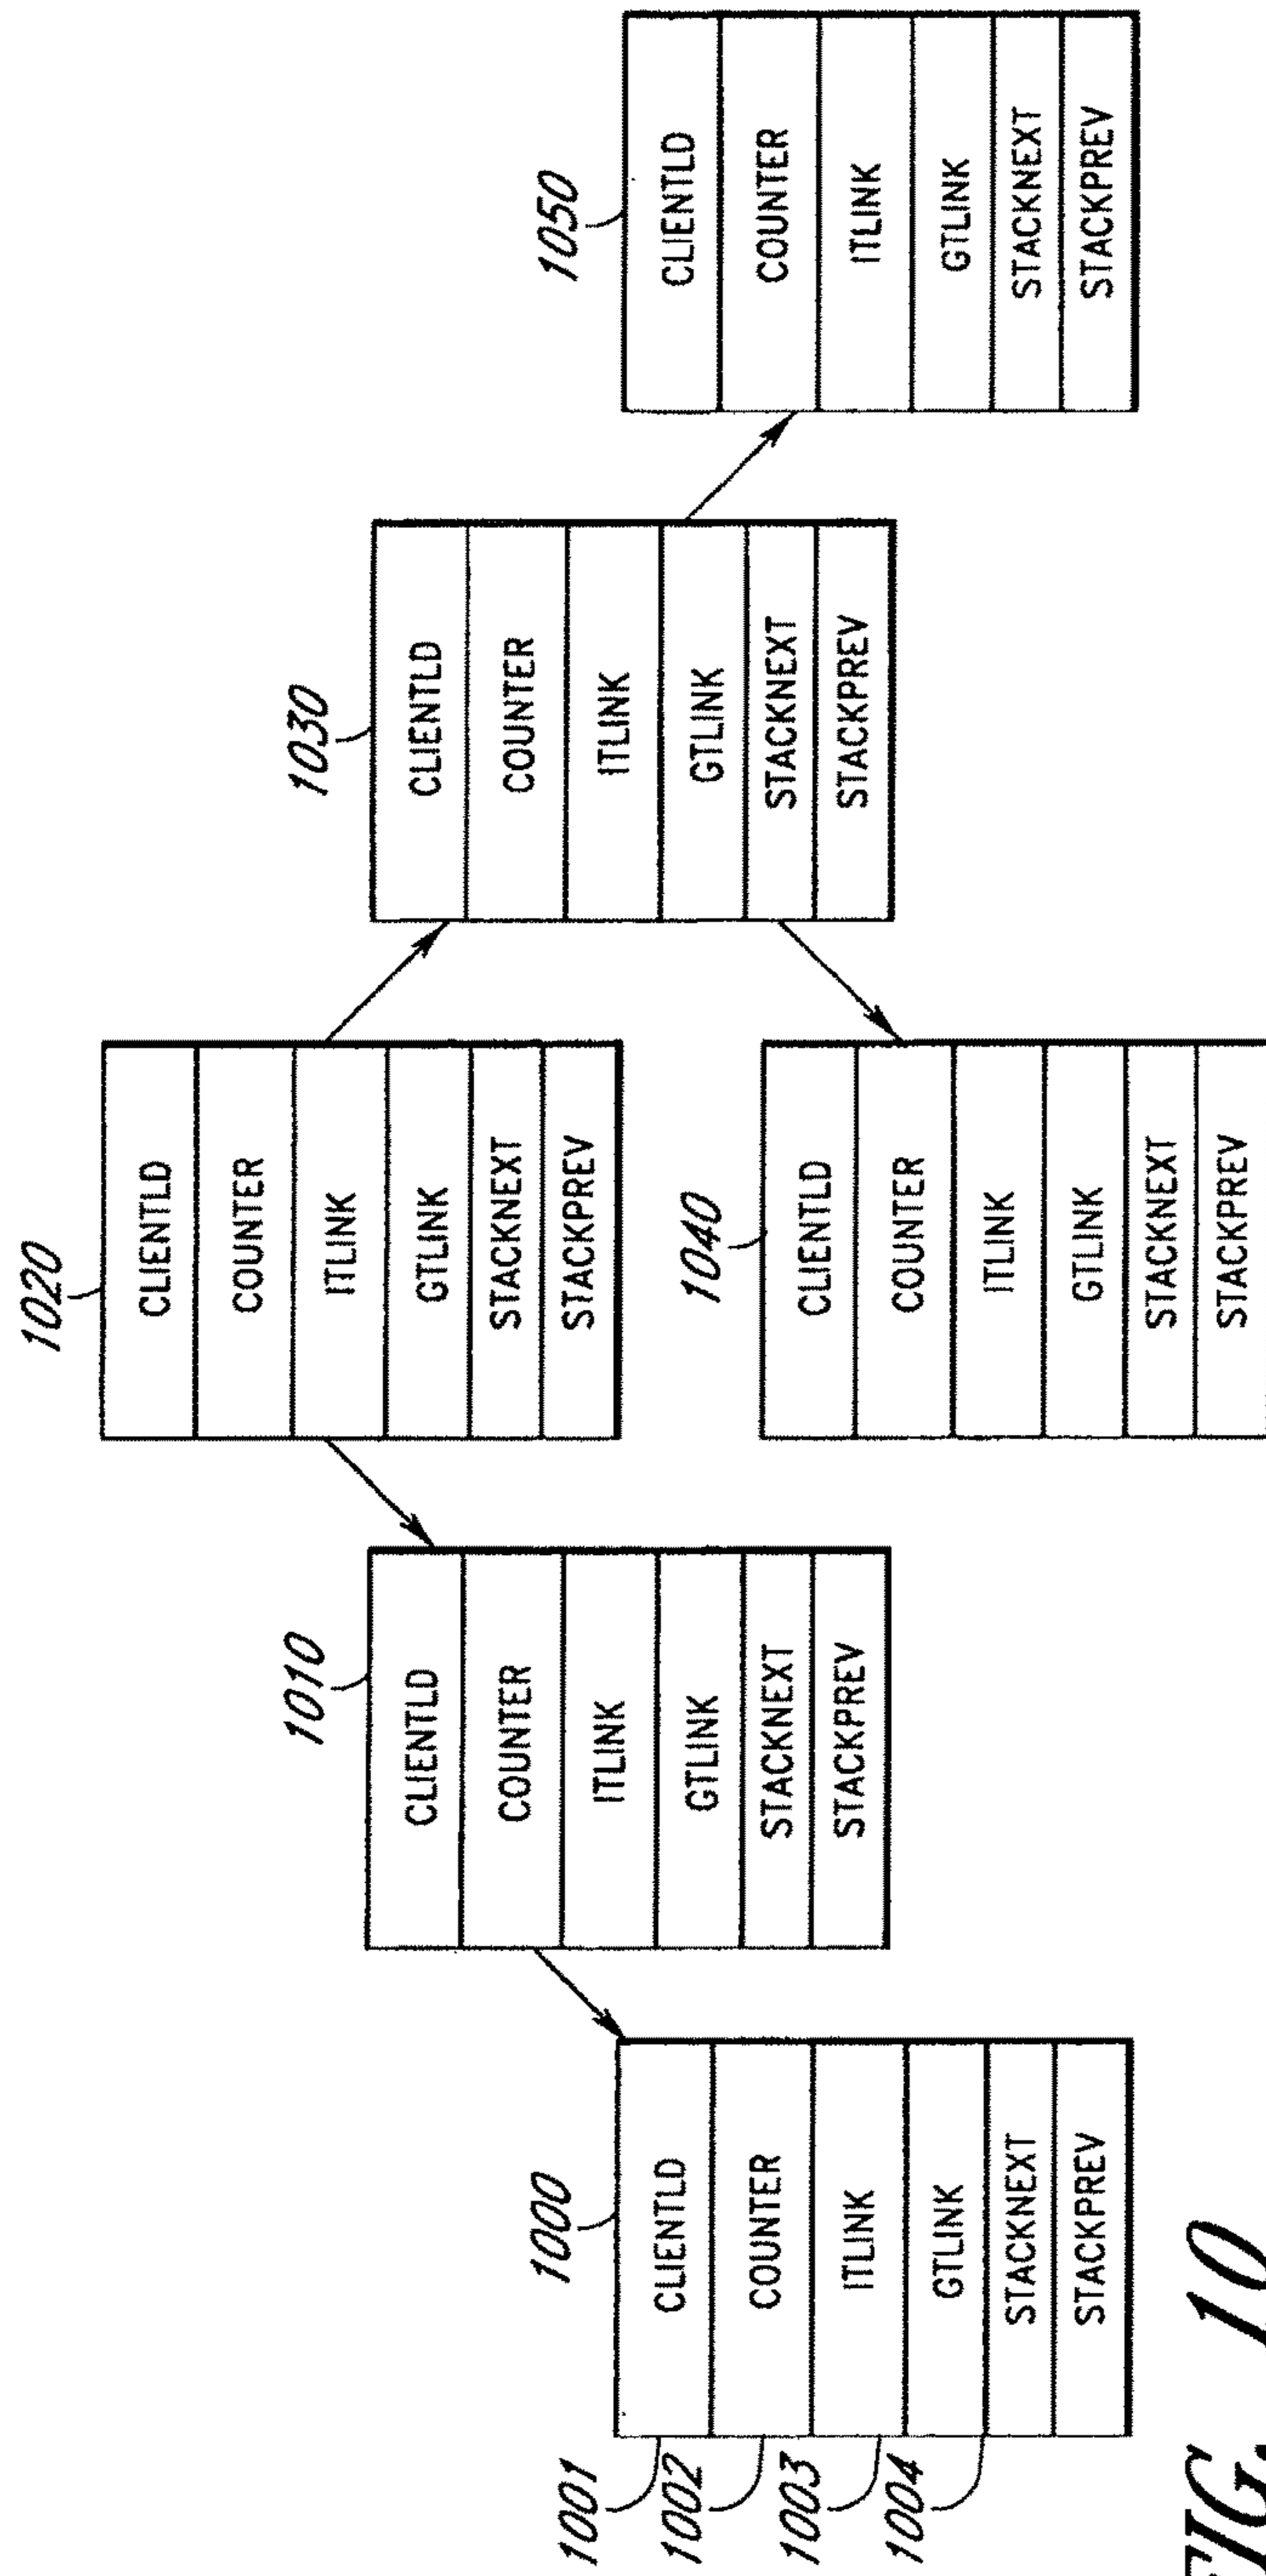 1020
CLIENTLD
COUNTER
ITLINK
GTLINK
STACKNEXT
STACKPREV
1010
CLIENTLD
COUNTER
ITLINK
GTLINK
STACKNEXT
STACKPREV
1030
CLIENTLD
COUNTER
ITLINK
GTLINK
STACKNEXT
STACKPREV
1000
1001
1002
1003
1004
CLIENTLD
COUNTER
ITLINK
GTLINK
STACKNEXT
STACKPREV
1040
CLIENTLD
COUNTER
ITLINK
GTLINK
STACKNEXT
STACKPREV
1050
CLIENTLD
COUNTER
ITLINK
GTLINK
STACKNEXT
STACKPREV
FIG. 10